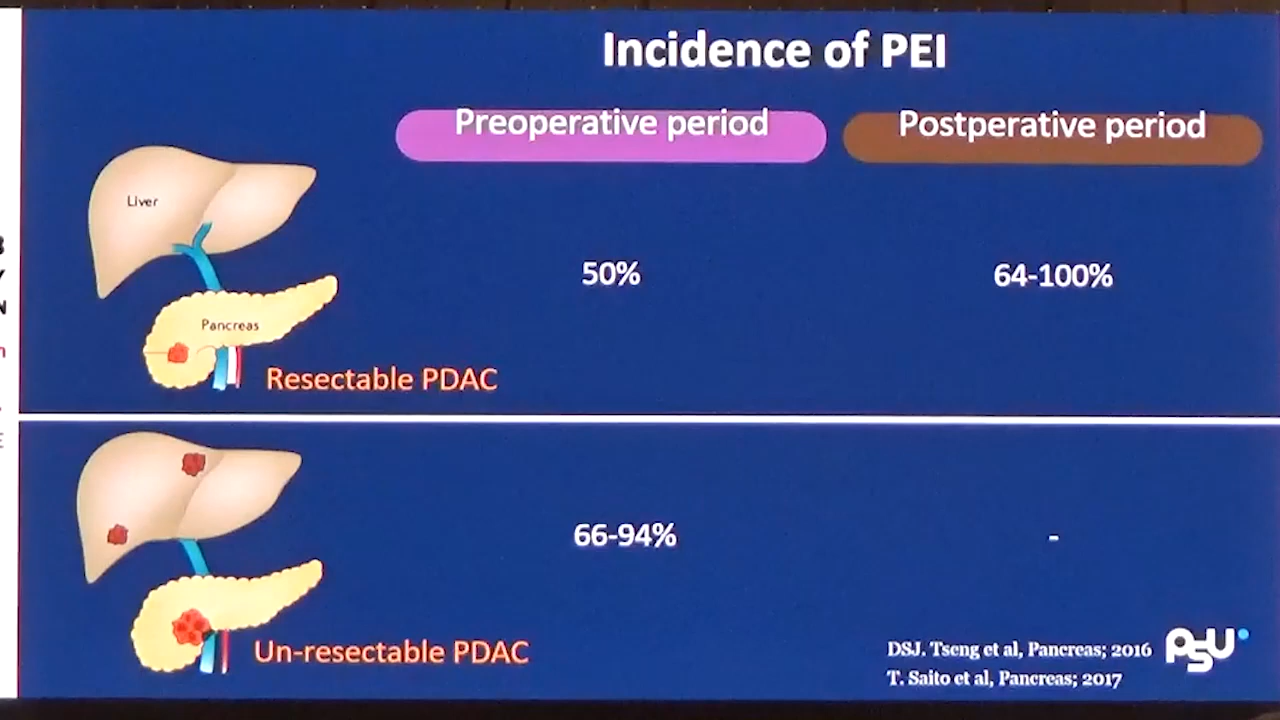 Incidence of PEI
Preoperative period
Postperative period
Liver
50%
64-100%
Pancreas
Resectable PDAC
66-94%
-
Un-resectable PDAC
DSJ. Tseng et al, Pancreas; 2016
T. Saito et al, Pancreas; 2017
PSU